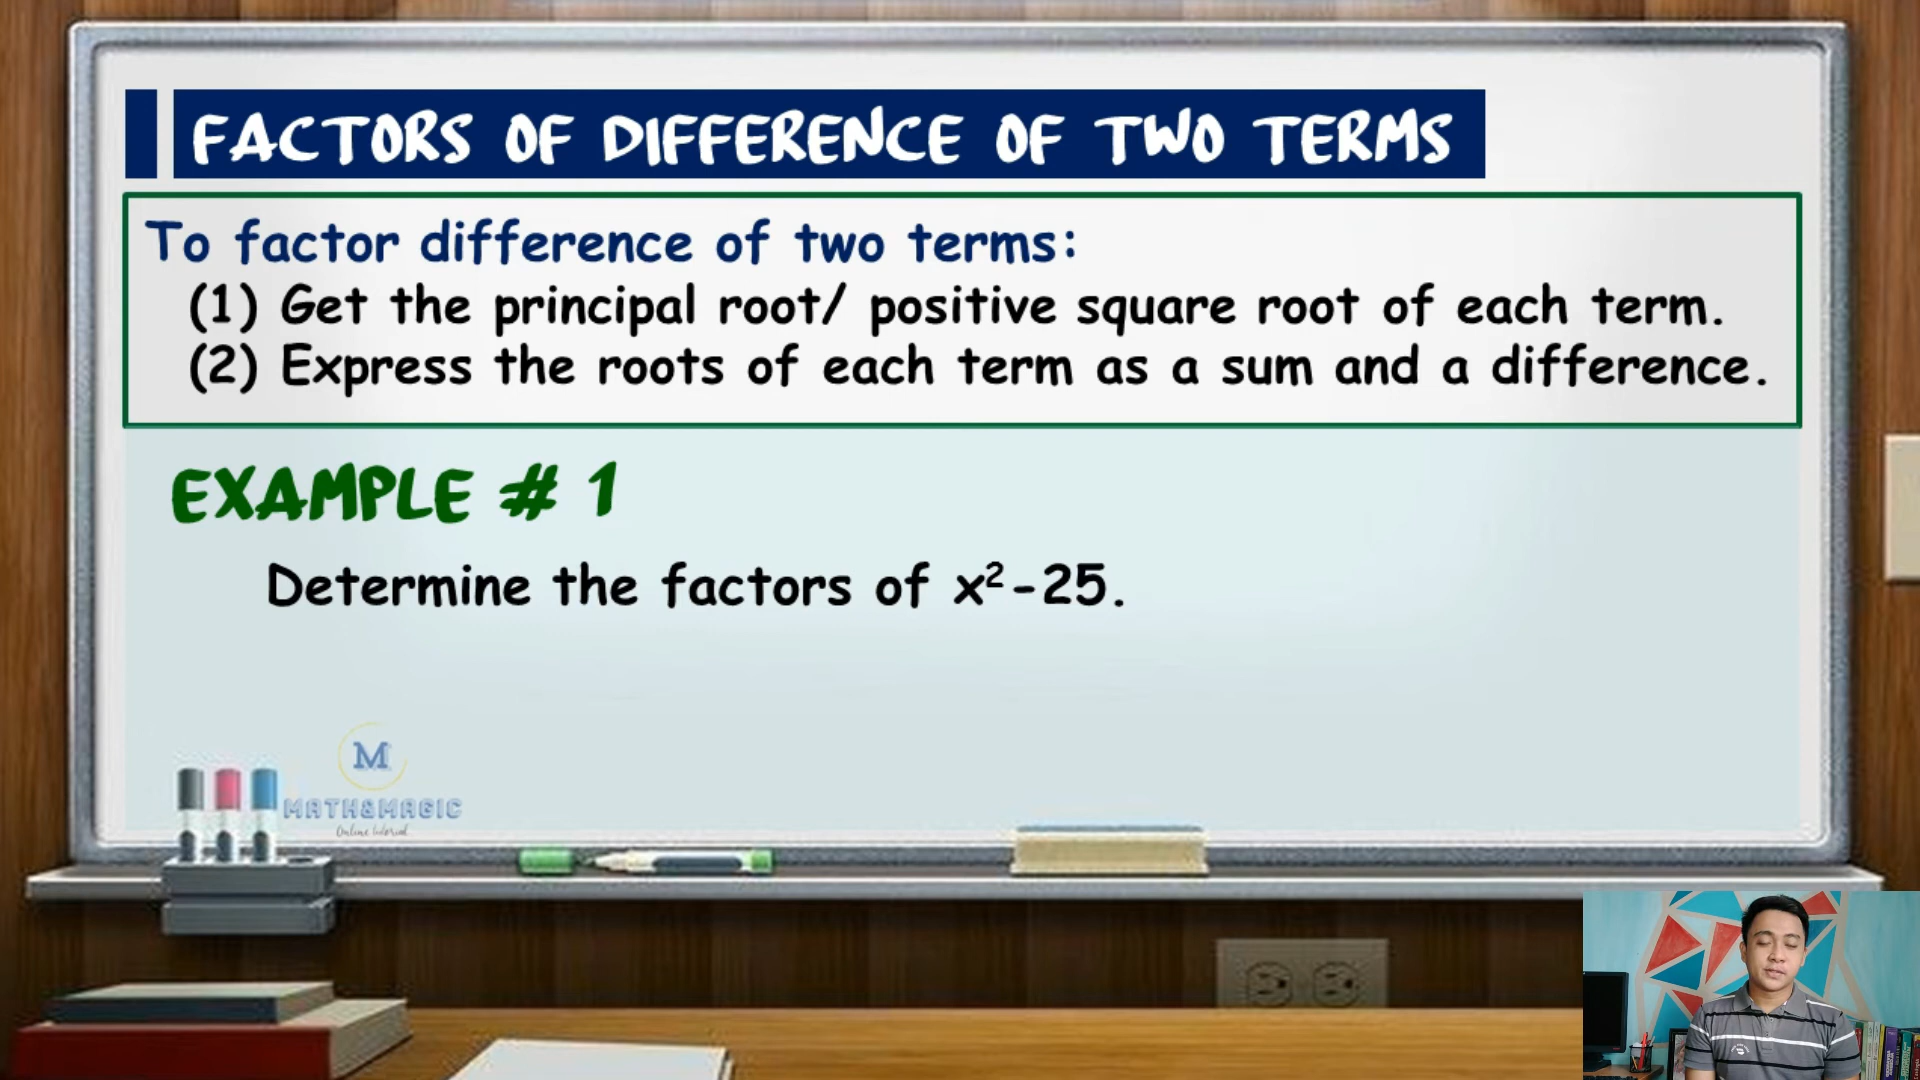 FACTORS OF DIFFERENCE OF TWO TERMS
To factor difference of two terms:
(1) Get the principal root/ positive square root of each term.
(2) Express the roots of each term as a sum and a difference.
EXAMPLE # 1
Determine the factors of x²-25.
M
MATH&MAGIC
Online tutorial